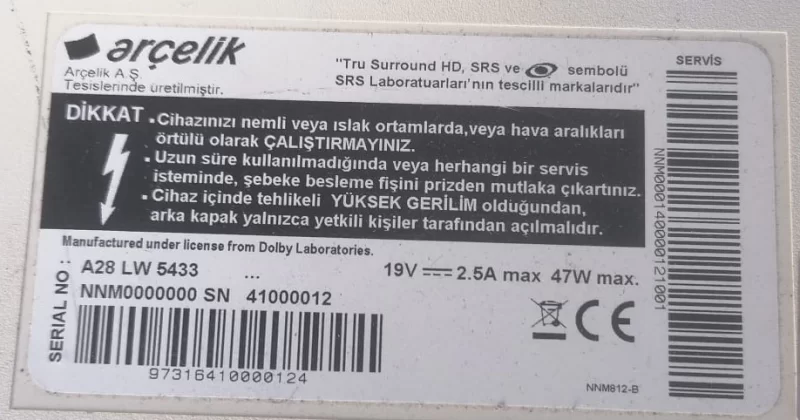 arçelik
Arçelik A.Ş.
Tesislerinde üretilmiştir.
"Tru Surround HD, SRS ve sembolü
SRS Laboratuarları'nın tescilli markalarıdır"
SERVİS
DİKKAT
• Cihazınızı nemli veya ıslak ortamlarda,veya hava aralıkları
örtülü olarak ÇALIŞTIRMAYINIZ.
• Uzun süre kullanılmadığında veya herhangi bir servis
isteminde, şebeke besleme fişini prizden mutlaka çıkartınız.
• Cihaz içinde tehlikeli YÜKSEK GERİLİM olduğundan,
arka kapak yalnızca yetkili kişiler tarafından açılmalıdır.
Manufactured under license from Dolby Laboratories.
A28 LW 5433 ...
19V 2.5A max 47W max.
NNM0000000 SN 41000012
SERIAL NO :
97316410000124
CE
NNM812-B
NNM000140000121001